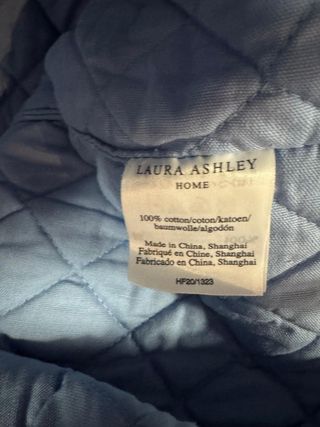 LAURA ASHLEY
HOME
100% cotton/coton/katoen/
baumwolle/algodón
Made in China, Shanghai
Fabriqué en Chine, Shanghai
Fabricado en China, Shanghai
HF20/1323